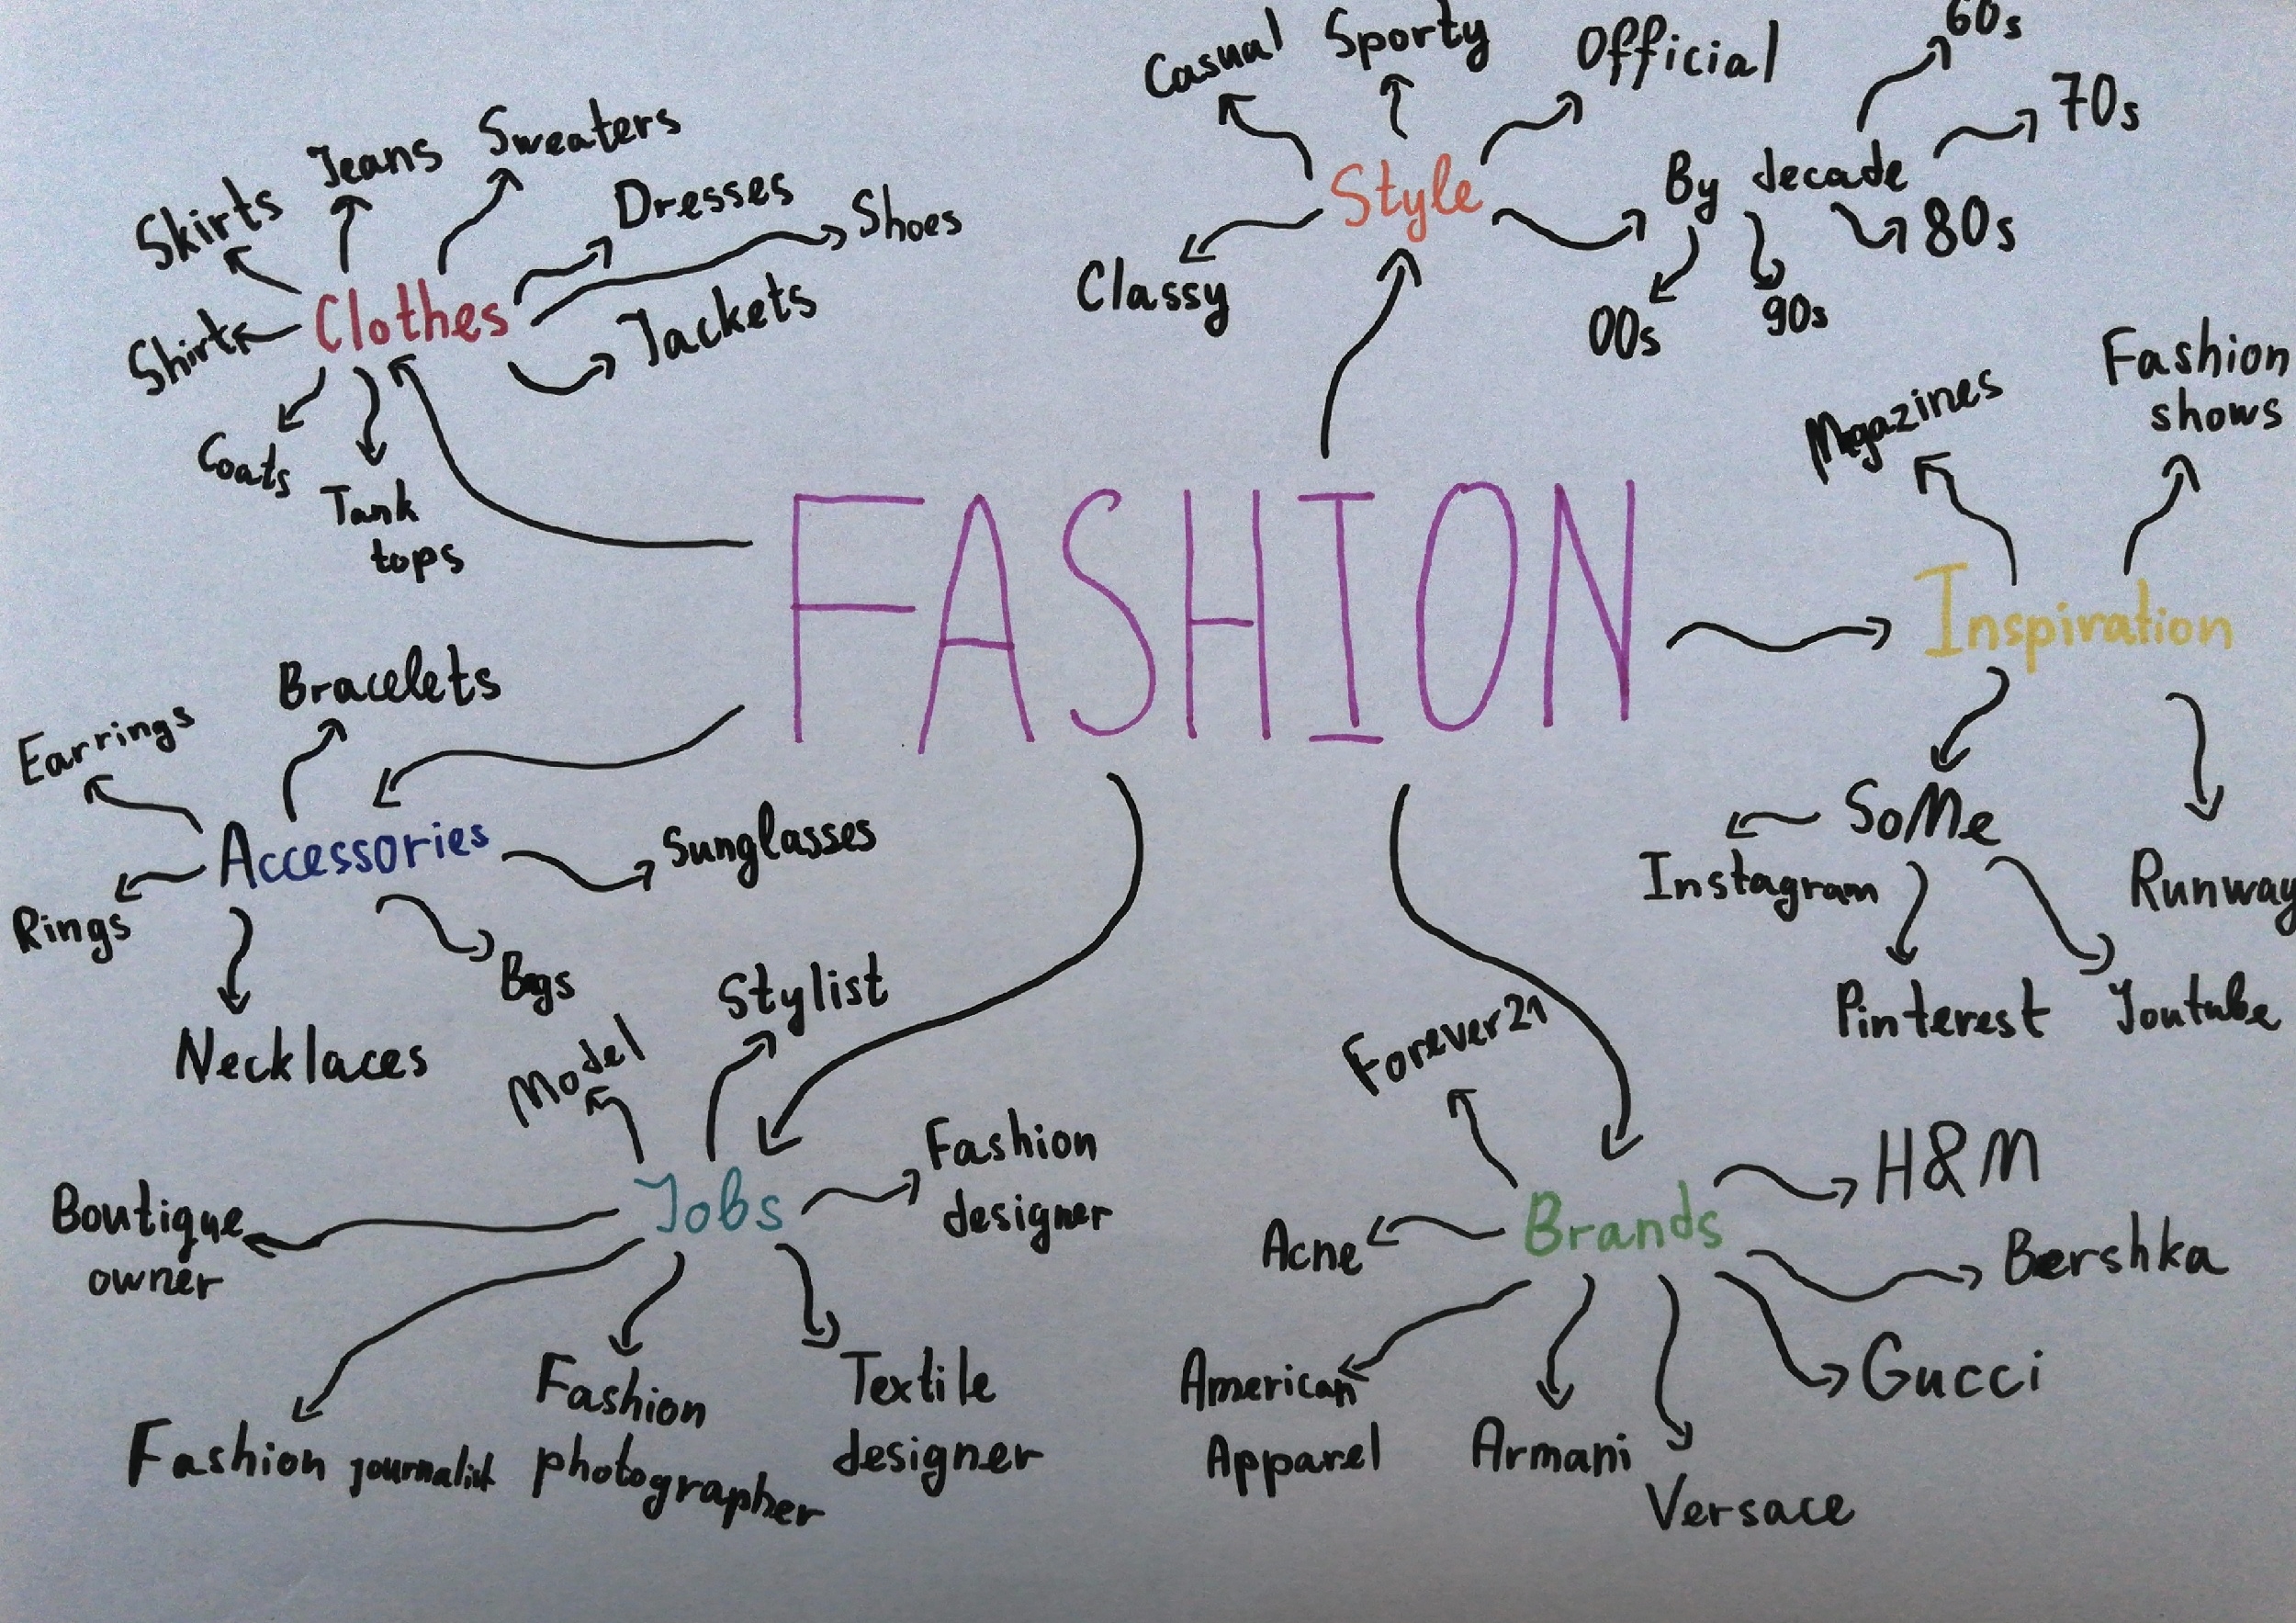 Casual
Sporty
Official
60s
70s
Style
By decade
80s
90s
00s
Classy
Skirts
Jeans
Sweaters
Dresses
Shoes
Clothes
Jackets
Shirt
Coats
Tank
tops
FASHION
Magazines
Fashion
shows
Inspiration
SoMe
Instagram
Pinterest
Youtube
Runway
Bracelets
Earrings
Accessories
Sunglasses
Rings
Necklaces
Bags
Model
Stylist
Jobs
Fashion
designer
Boutique
owner
Fashion journalist
Fashion
photographer
Textile
designer
Forever21
H&M
Brands
Acne
Bershka
American
Apparel
Armani
Versace
Gucci